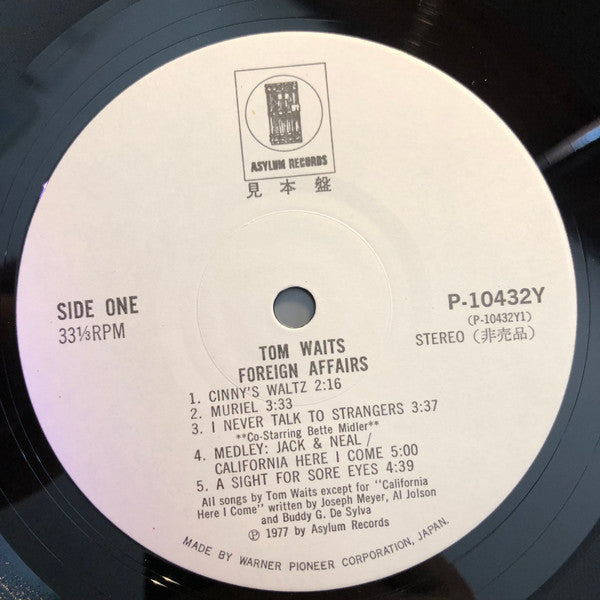 ASYLUM RECORDS
見本盤
SIDE ONE
33⅓RPM
P-10432Y
(P-10432Y1)
STEREO (非売品)
TOM WAITS
FOREIGN AFFAIRS
1. CINNY'S WALTZ 2:16
2. MURIEL 3:33
3. I NEVER TALK TO STRANGERS 3:37
**Co-Starring Bette Midler**
4. MEDLEY: JACK & NEAL /
CALIFORNIA HERE I COME 5:00
5. A SIGHT FOR SORE EYES 4:39
All songs by Tom Waits except for "California
Here I Come" written by Joseph Meyer, Al Jolson
and Buddy G. De Sylva
Ⓟ 1977 by Asylum Records
MADE BY WARNER PIONEER CORPORATION, JAPAN.